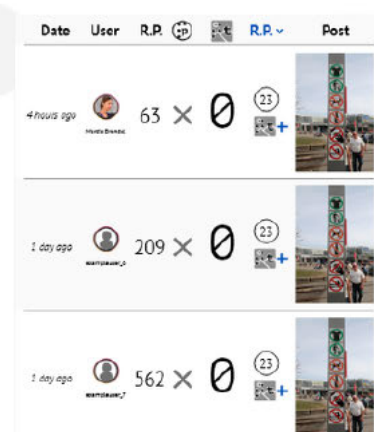 Date User R.P. :p t R.P. Post
4 hours ago 63 × 0 23 +
1 day ago 209 × 0 23 +
1 day ago 562 × 0 23 +